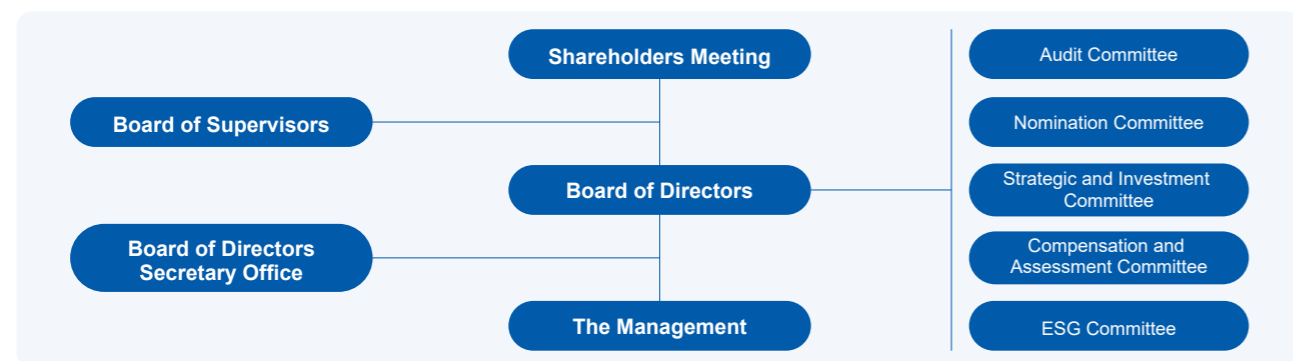 Shareholders Meeting
Board of Supervisors
Board of Directors
Board of Directors
Secretary Office
The Management
Audit Committee
Nomination Committee
Strategic and Investment
Committee
Compensation and
Assessment Committee
ESG Committee